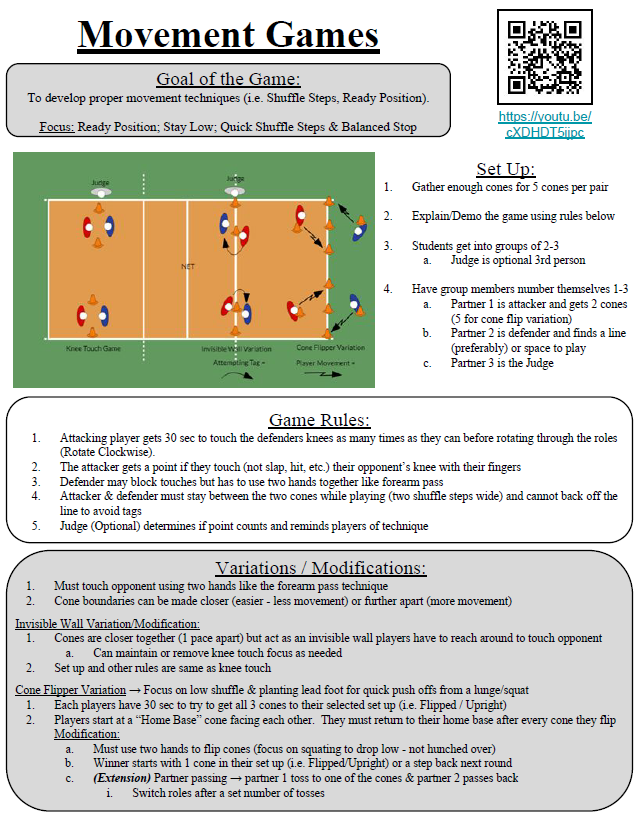 Movement Games
Goal of the Game:
To develop proper movement techniques (i.e. Shuffle Steps, Ready Position).
Focus: Ready Position; Stay Low; Quick Shuffle Steps & Balanced Stop
https://youtu.be/
cXDHDT5ijpc
Judge
Judge
NET
Knee Touch Game
Invisible Wall Variation
Cone Flipper Variation
Attempting Tag =
Player Movement =
Set Up:
1. Gather enough cones for 5 cones per pair
2. Explain/Demo the game using rules below
3. Students get into groups of 2-3
a. Judge is optional 3rd person
4. Have group members number themselves 1-3
a. Partner 1 is attacker and gets 2 cones
(5 for cone flip variation)
b. Partner 2 is defender and finds a line
(preferably) or space to play
c. Partner 3 is the Judge
Game Rules:
1. Attacking player gets 30 sec to touch the defenders knees as many times as they can before rotating through the roles
(Rotate Clockwise).
2. The attacker gets a point if they touch (not slap, hit, etc.) their opponent's knee with their fingers
3. Defender may block touches but has to use two hands together like forearm pass
4. Attacker & defender must stay between the two cones while playing (two shuffle steps wide) and cannot back off the
line to avoid tags
5. Judge (Optional) determines if point counts and reminds players of technique
Variations / Modifications:
1. Must touch opponent using two hands like the forearm pass technique
2. Cone boundaries can be made closer (easier - less movement) or further apart (more movement)
Invisible Wall Variation/Modification:
1. Cones are closer together (1 pace apart) but act as an invisible wall players have to reach around to touch opponent
a. Can maintain or remove knee touch focus as needed
2. Set up and other rules are same as knee touch
Cone Flipper Variation → Focus on low shuffle & planting lead foot for quick push offs from a lunge/squat
1. Each players have 30 sec to try to get all 3 cones to their selected set up (i.e. Flipped / Upright)
2. Players start at a "Home Base" cone facing each other. They must return to their home base after every cone they flip
Modification:
a. Must use two hands to flip cones (focus on squating to drop low - not hunched over)
b. Winner starts with 1 cone in their set up (i.e. Flipped/Upright) or a step back next round
c. (Extension) Partner passing → partner 1 toss to one of the cones & partner 2 passes back
i. Switch roles after a set number of tosses